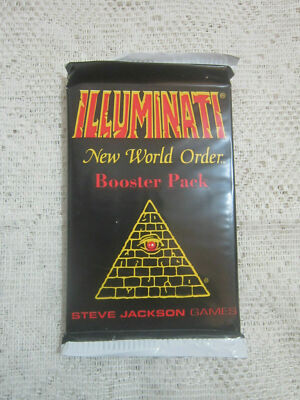 ILLUMINATI®
New World Order
Booster Pack
®
STEVE JACKSON GAMES